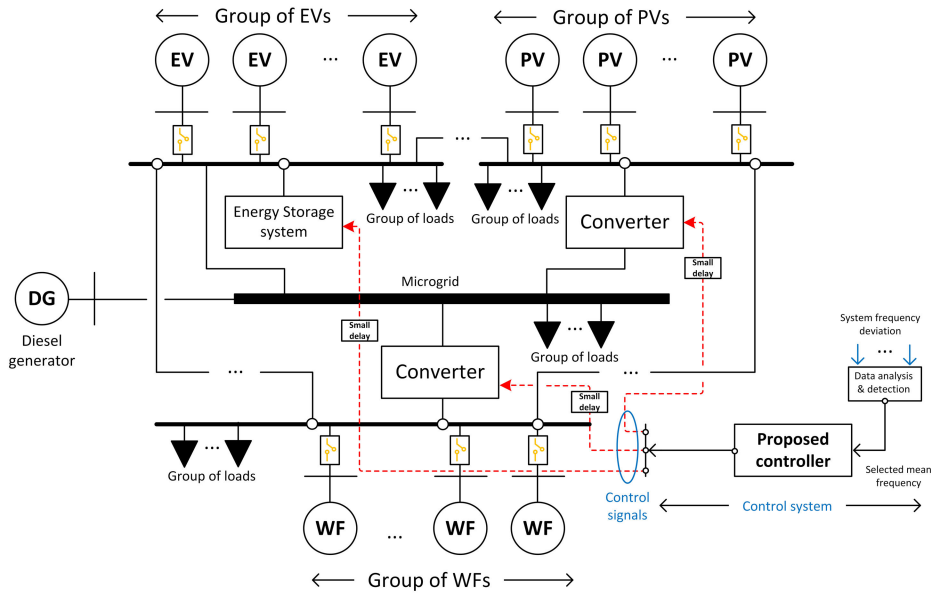 Group of EVs
Group of PVs
EV
EV
...
EV
PV
PV
...
PV
...
...
...
Group of loads
Group of loads
Energy Storage
system
Converter
Small
delay
Microgrid
DG
Diesel
generator
Small
delay
...
Group of loads
System frequency
deviation
...
Data analysis
& detection
Converter
...
...
Small
delay
Proposed
controller
...
Group of loads
Selected mean
frequency
Control
signals
Control system
WF
...
WF
WF
Group of WFs